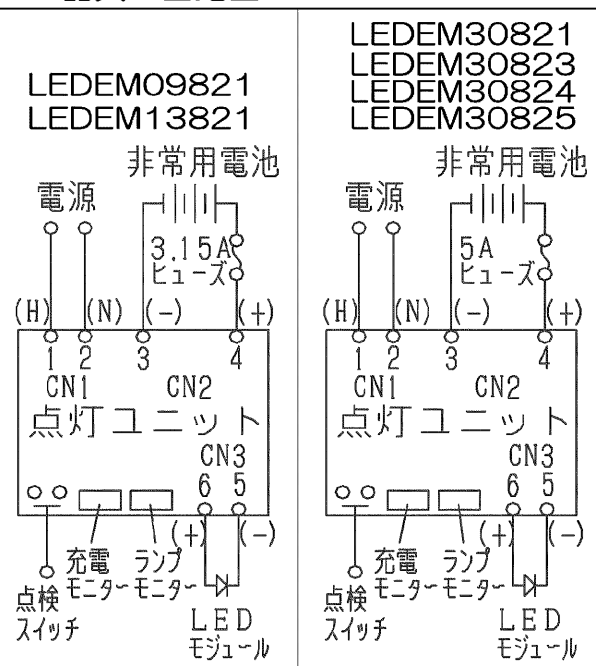 LEDEM09821
LEDEM13821
非常用電池
電源
3.15A
ヒューズ
(H) (N) (-) (+)
1 2 3 4
CN1 CN2
点灯ユニット
CN3
6 5
(+) (-)
充電
モニター
ランプ
モニター
点検
スイッチ
LED
モジュール
LEDEM30821
LEDEM30823
LEDEM30824
LEDEM30825
非常用電池
電源
5A
ヒューズ
(H) (N) (-) (+)
1 2 3 4
CN1 CN2
点灯ユニット
CN3
6 5
(+) (-)
充電
モニター
ランプ
モニター
点検
スイッチ
LED
モジュール